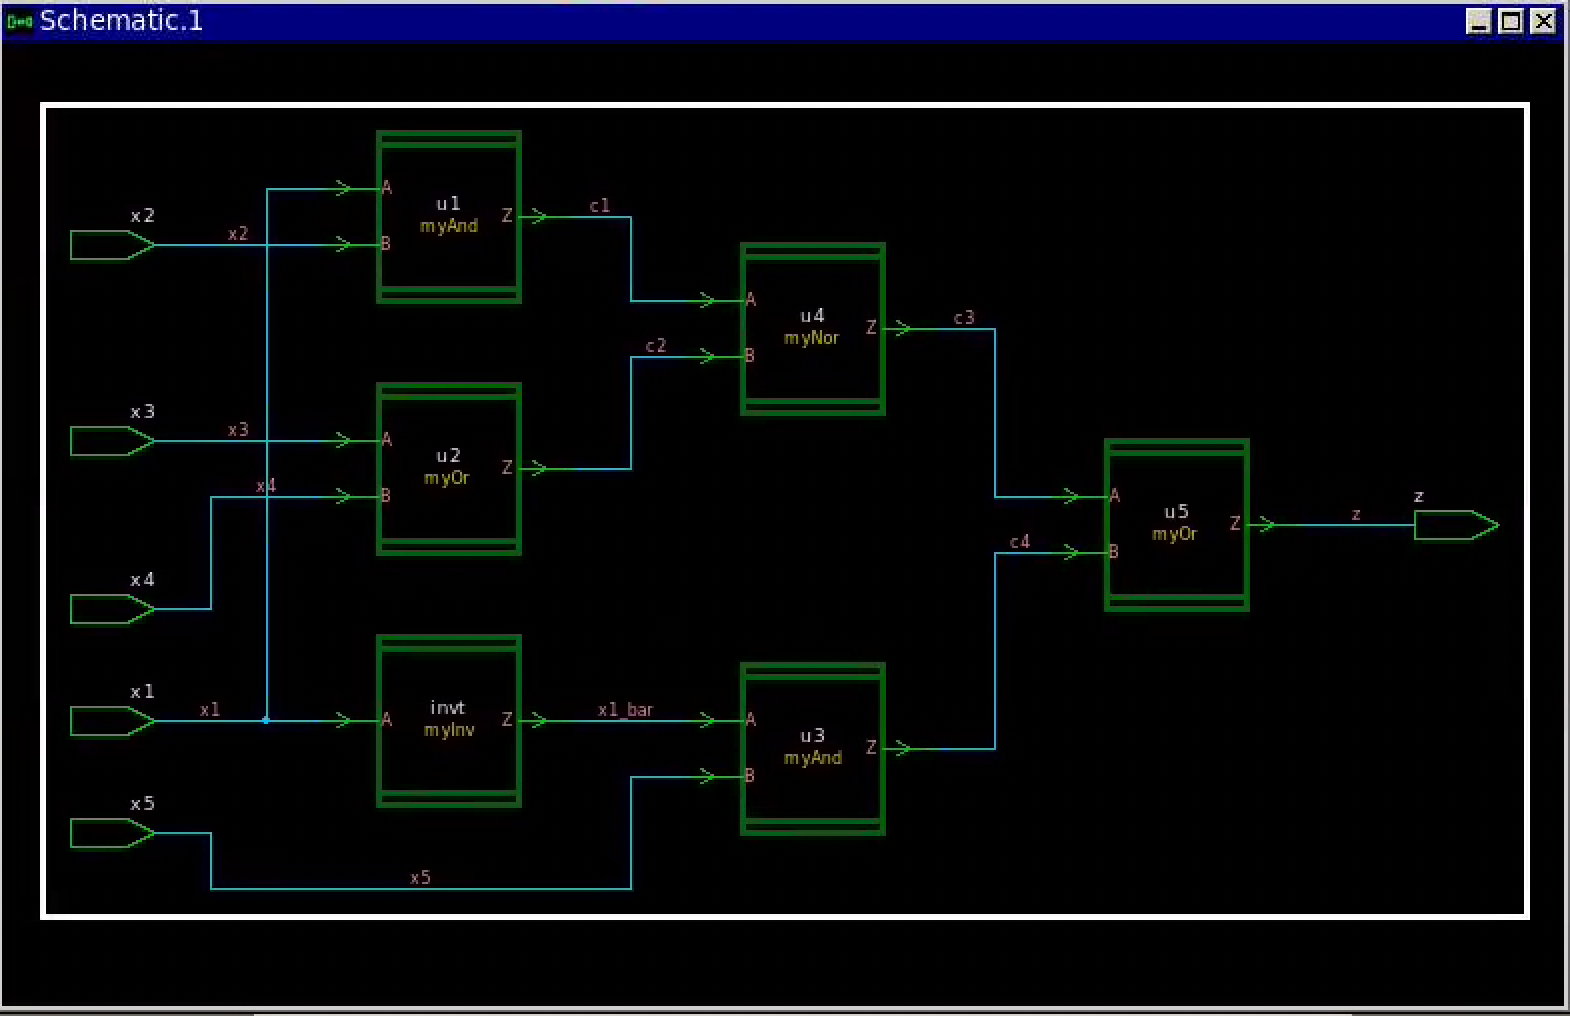 Schematic.1
x2
x2
A
B
u1
myAnd
Z
c1
x3
x3
x4
A
B
u2
myOr
Z
c2
A
B
u4
myNor
Z
c3
x4
x1
x1
A
invt
myInv
Z
x1_bar
x5
x5
A
B
u3
myAnd
Z
c4
A
B
u5
myOr
Z
z
z